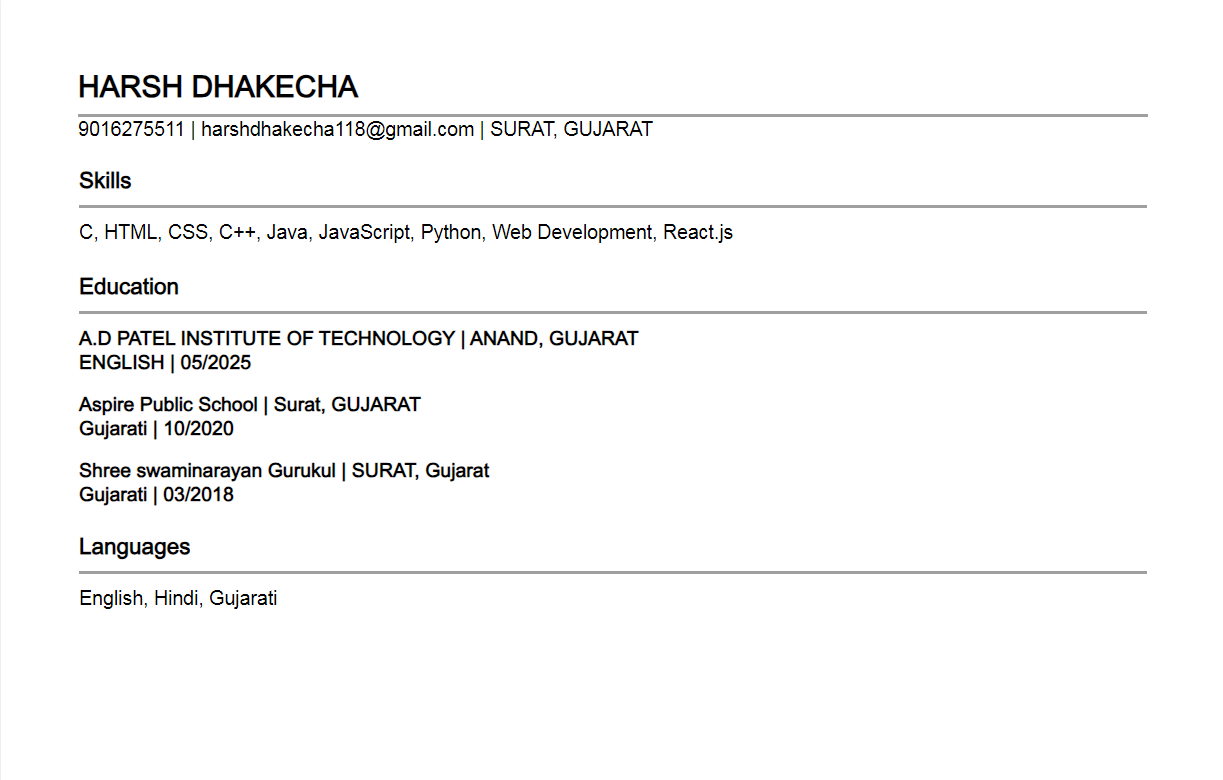 HARSH DHAKECHA
9016275511 | harshdhakecha118@gmail.com | SURAT, GUJARAT
Skills
C, HTML, CSS, C++, Java, JavaScript, Python, Web Development, React.js
Education
A.D PATEL INSTITUTE OF TECHNOLOGY | ANAND, GUJARAT
ENGLISH | 05/2025
Aspire Public School | Surat, GUJARAT
Gujarati | 10/2020
Shree swaminarayan Gurukul | SURAT, Gujarat
Gujarati | 03/2018
Languages
English, Hindi, Gujarati